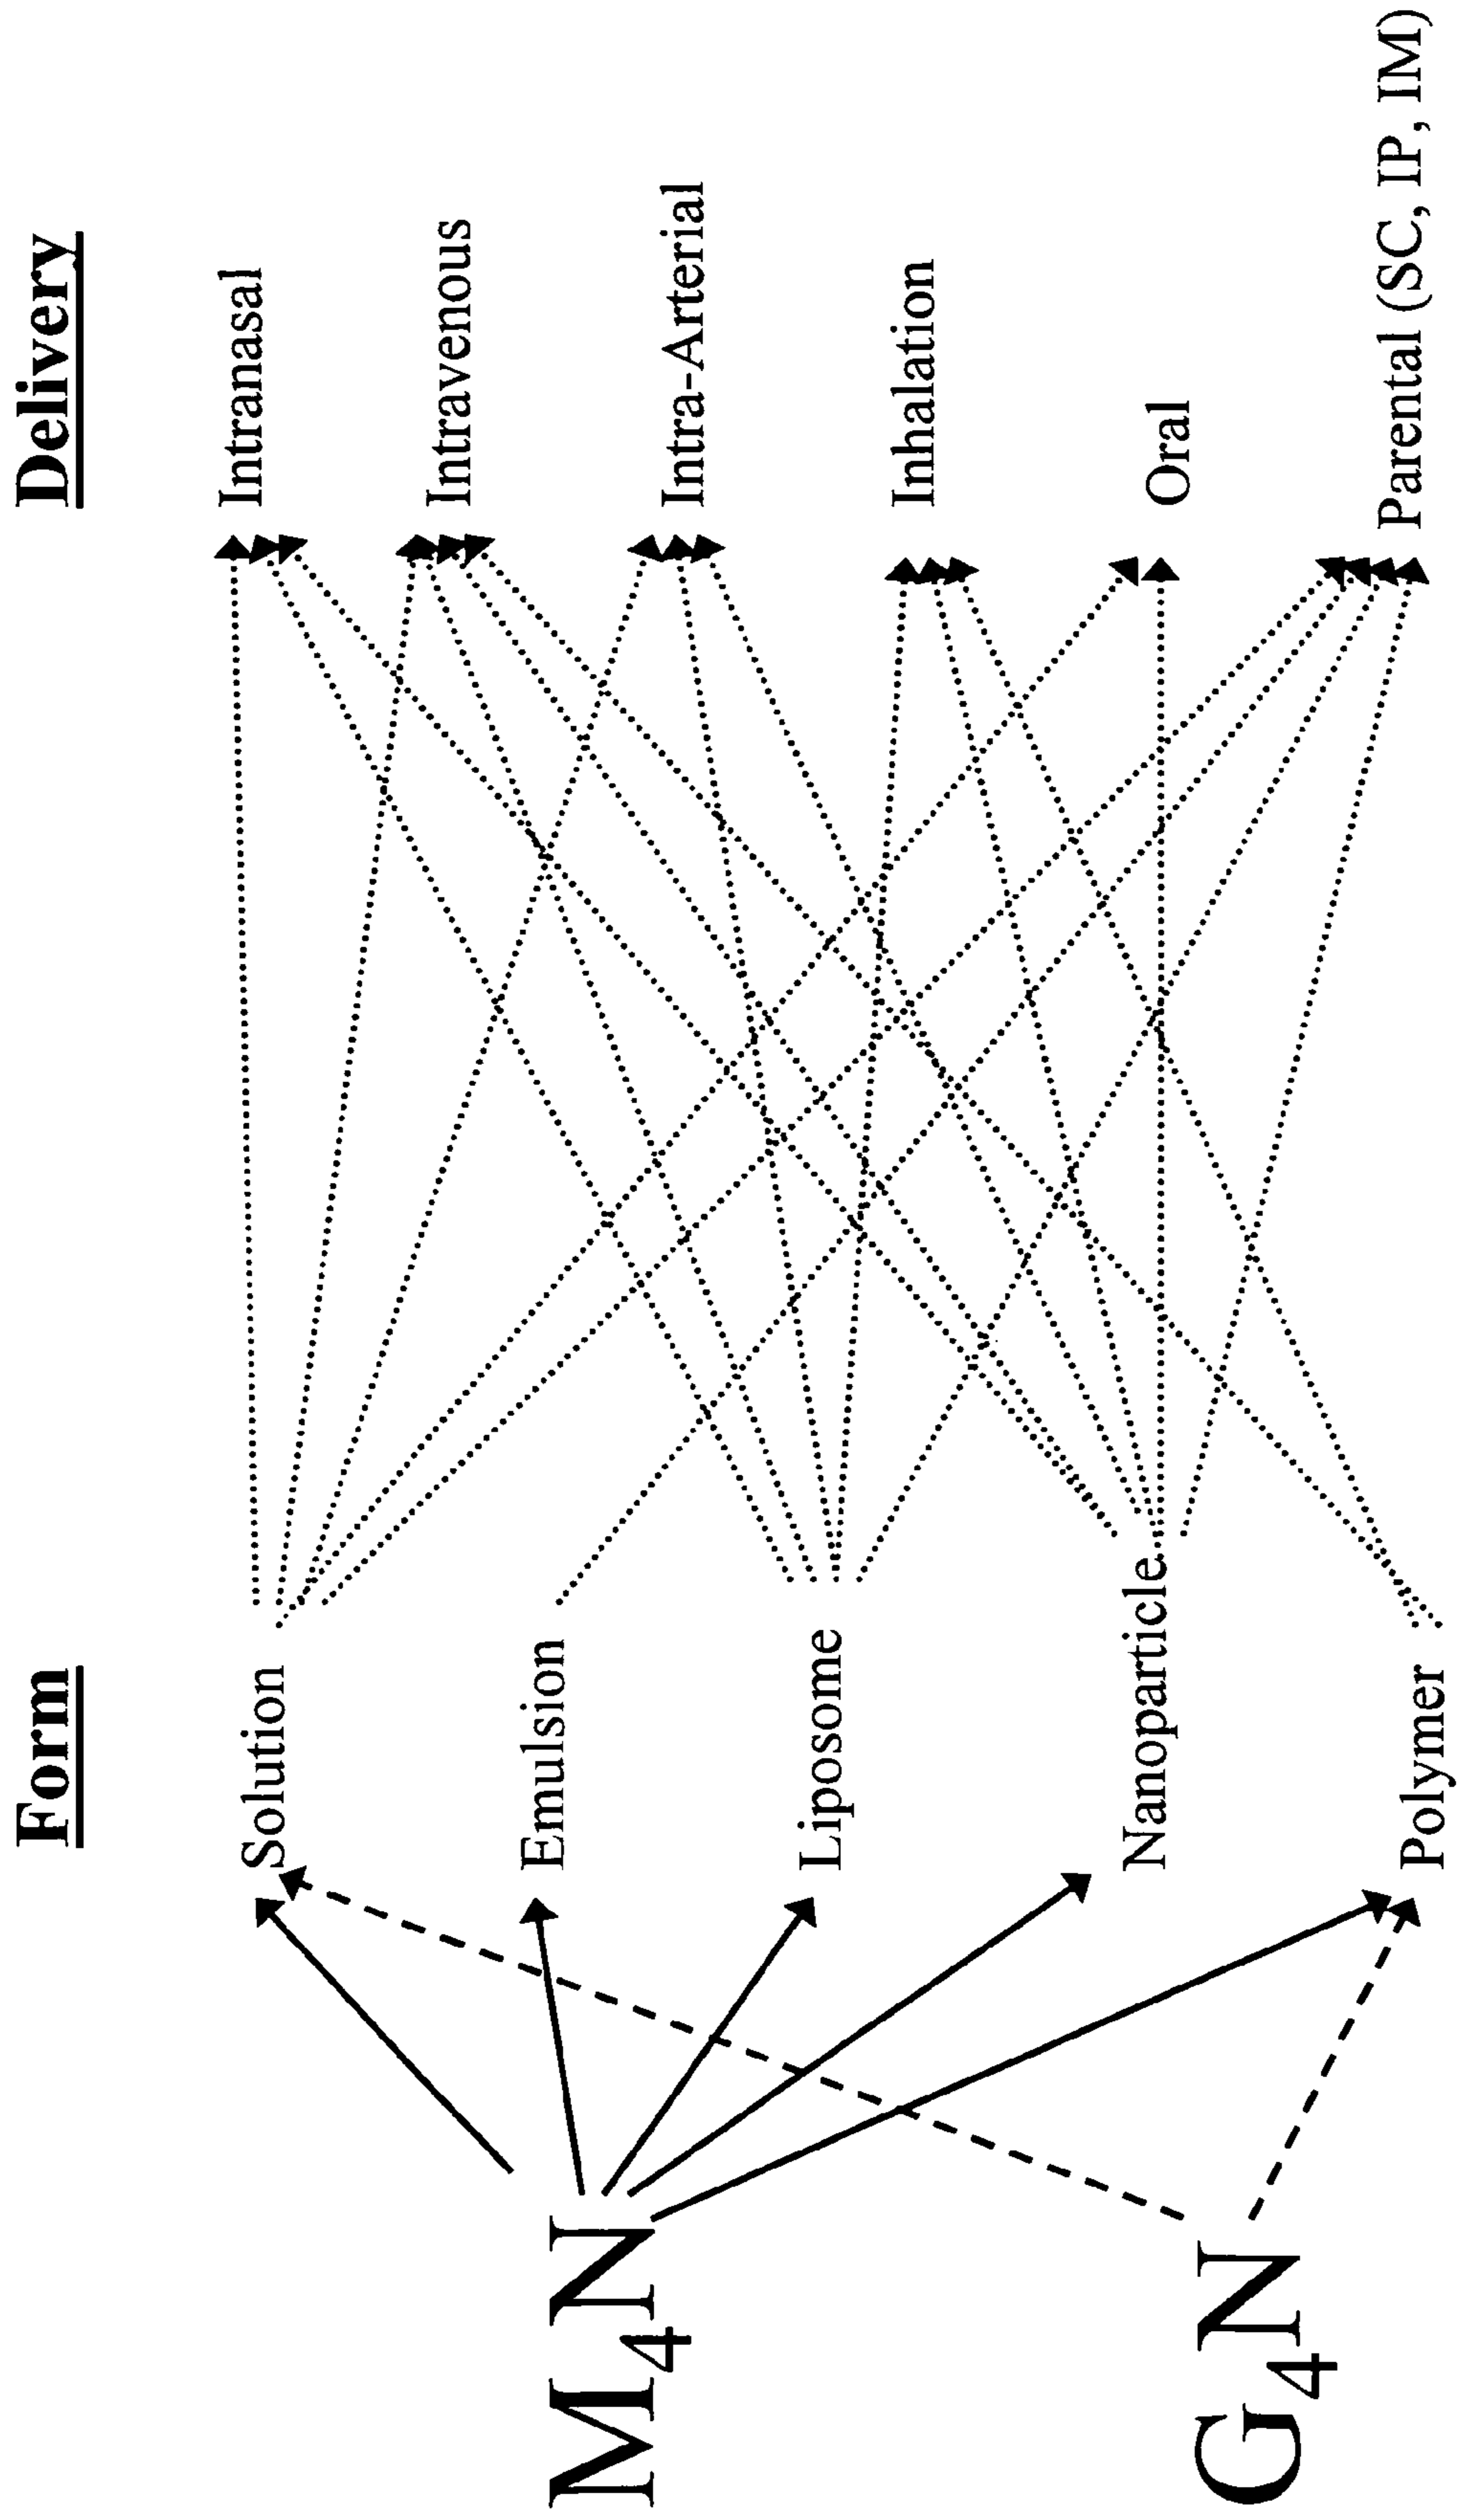 Form
Delivery
Solution
Emulsion
Liposome
Nanoparticle
Polymer
Intranasal
Intravenous
Intra-Arterial
Inhalation
Oral
Parental (SC, IP, IM)
M₄N
G₄N